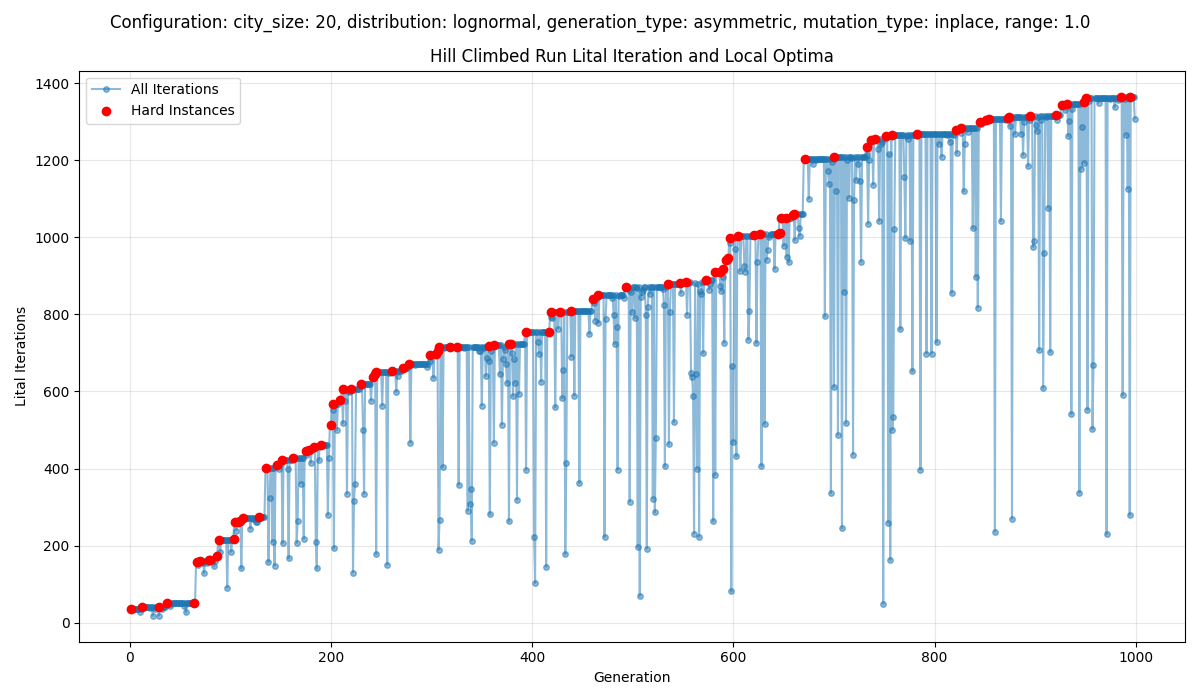 Configuration: city_size: 20, distribution: lognormal, generation_type: asymmetric, mutation_type: inplace, range: 1.0
Hill Climbed Run Lital Iteration and Local Optima
All Iterations
Hard Instances
1400
1200
1000
800
600
400
200
0
Lital Iterations
0 200 400 600 800 1000
Generation